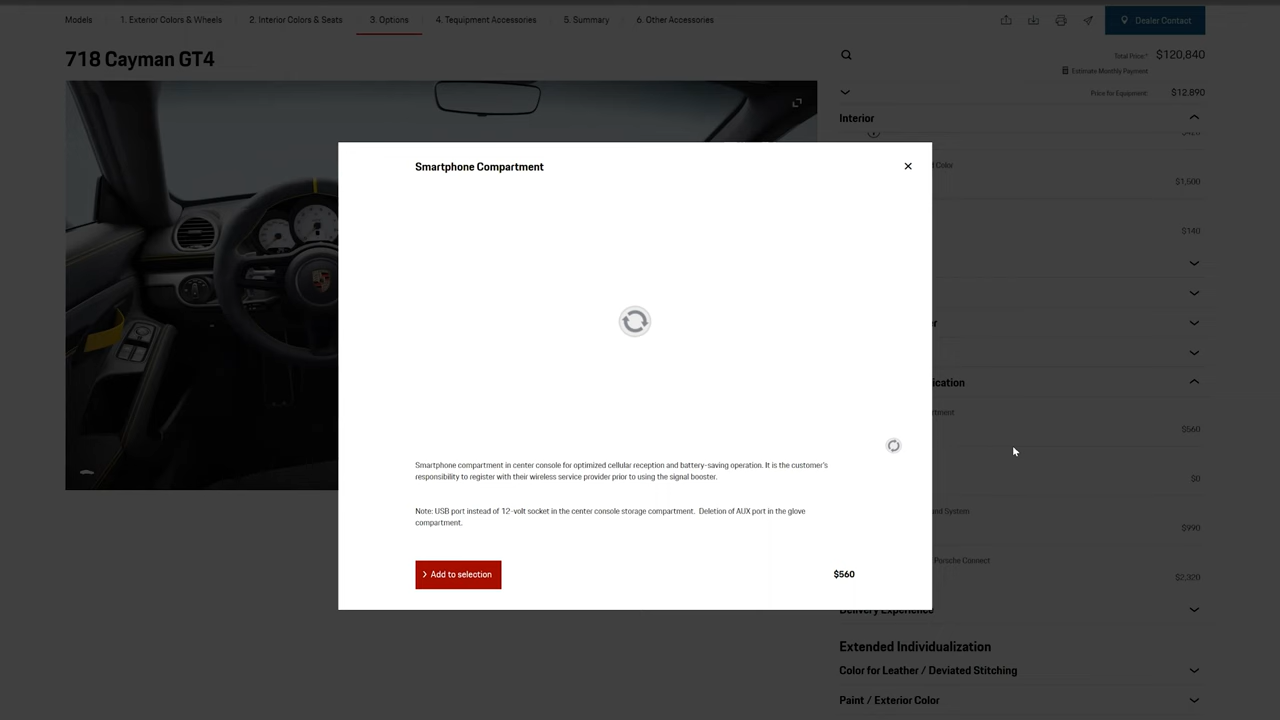 Models
1. Exterior Colors & Wheels
2. Interior Colors & Seats
3. Options
4. Tequipment Accessories
5. Summary
6. Other Accessories
Dealer Contact
718 Cayman GT4
Total Price:* $120,840
Estimate Monthly Payment
Price for Equipment: $12,890
Interior
Color
$1,500
$140
$560
$0
and System
$990
Porsche Connect
$2,320
Delivery Experience
Extended Individualization
Color for Leather / Deviated Stitching
Paint / Exterior Color
Smartphone Compartment
Smartphone compartment in center console for optimized cellular reception and battery-saving operation. It is the customer's
responsibility to register with their wireless service provider prior to using the signal booster.
Note: USB port instead of 12-volt socket in the center console storage compartment. Deletion of AUX port in the glove
compartment.
Add to selection
$560